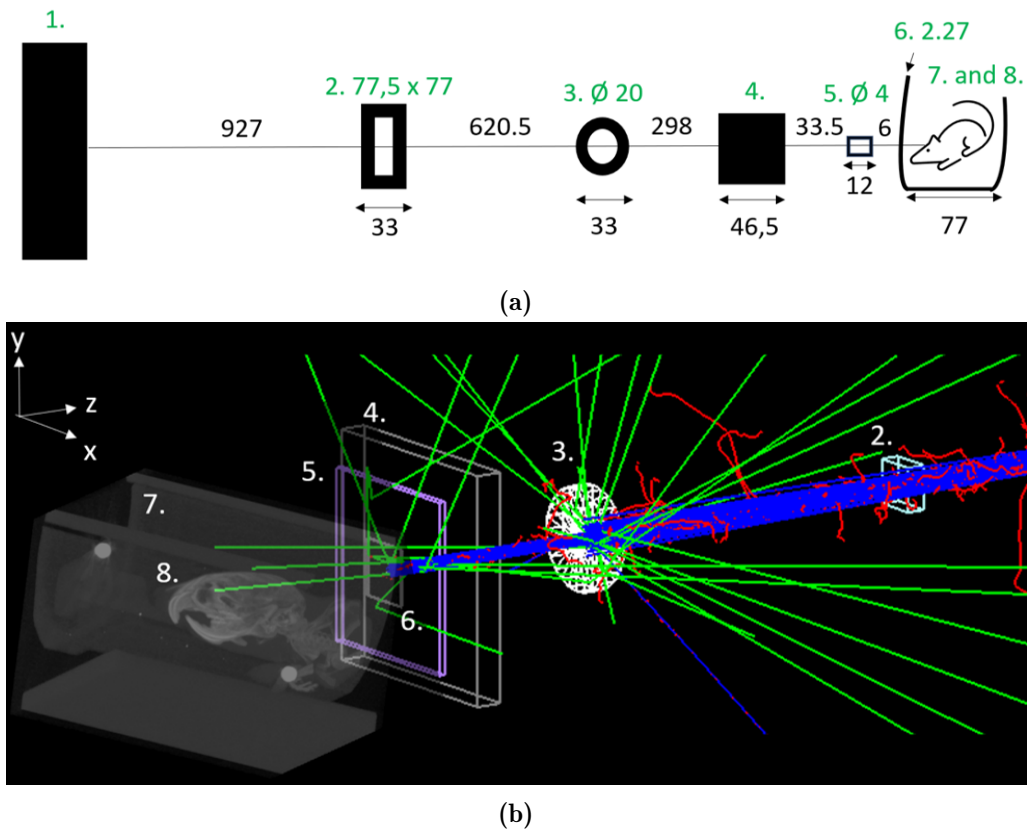 1.
2. 77,5 x 77
3. Ø 20
4.
5. Ø 4
6. 2.27
7. and 8.
927
620.5
298
33.5
6
33
33
46,5
12
77
(a)
y
z
x
4.
5.
3.
2.
7.
8.
6.
(b)